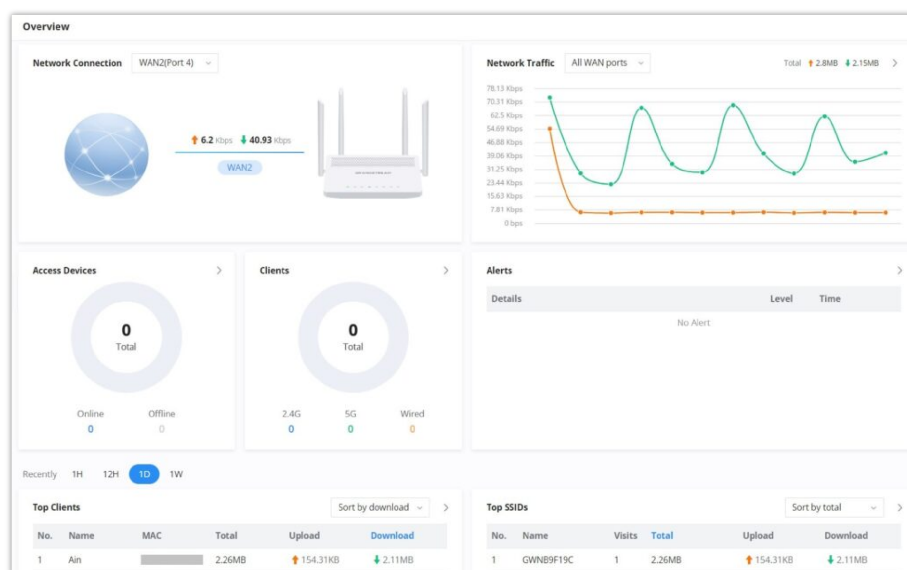 Overview
Network Connection WAN2(Port 4)
6.2 Kbps 40.93 Kbps
WAN2
Network Traffic All WAN ports Total 2.8MB 2.15MB
78.13 Kbps
70.31 Kbps
62.5 Kbps
54.69 Kbps
46.88 Kbps
39.06 Kbps
31.25 Kbps
23.44 Kbps
15.63 Kbps
7.81 Kbps
0 bps
Access Devices
0
Total
Online Offline
0 0
Clients
0
Total
2.4G 5G Wired
0 0 0
Alerts
Details Level Time
No Alert
Recently 1H 12H 1D 1W
Top Clients Sort by download
No. Name MAC Total Upload Download
1 Ain 2.26MB 154.31KB 2.11MB
Top SSIDs Sort by total
No. Name Visits Total Upload Download
1 GWNB9F19C 1 2.26MB 154.31KB 2.11MB